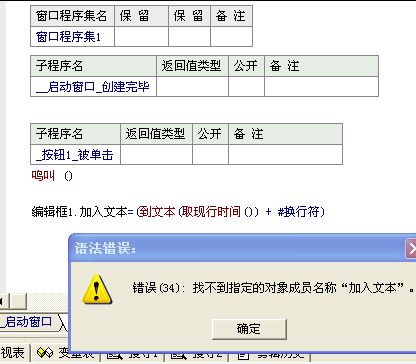 窗口程序集名 保 留 保 留 备 注
窗口程序集1
子程序名 返回值类型 公开 备 注
__启动窗口_创建完毕
子程序名 返回值类型 公开 备 注
_按钮1_被单击
鸣叫 ()
编辑框1.加入文本=(到文本(取现行时间()) + #换行符)
语法错误:
错误(34): 找不到指定的对象成员名称“加入文本”。
确定
_启动窗口
视表 变量表 搜寻1 搜寻2 剪辑历史